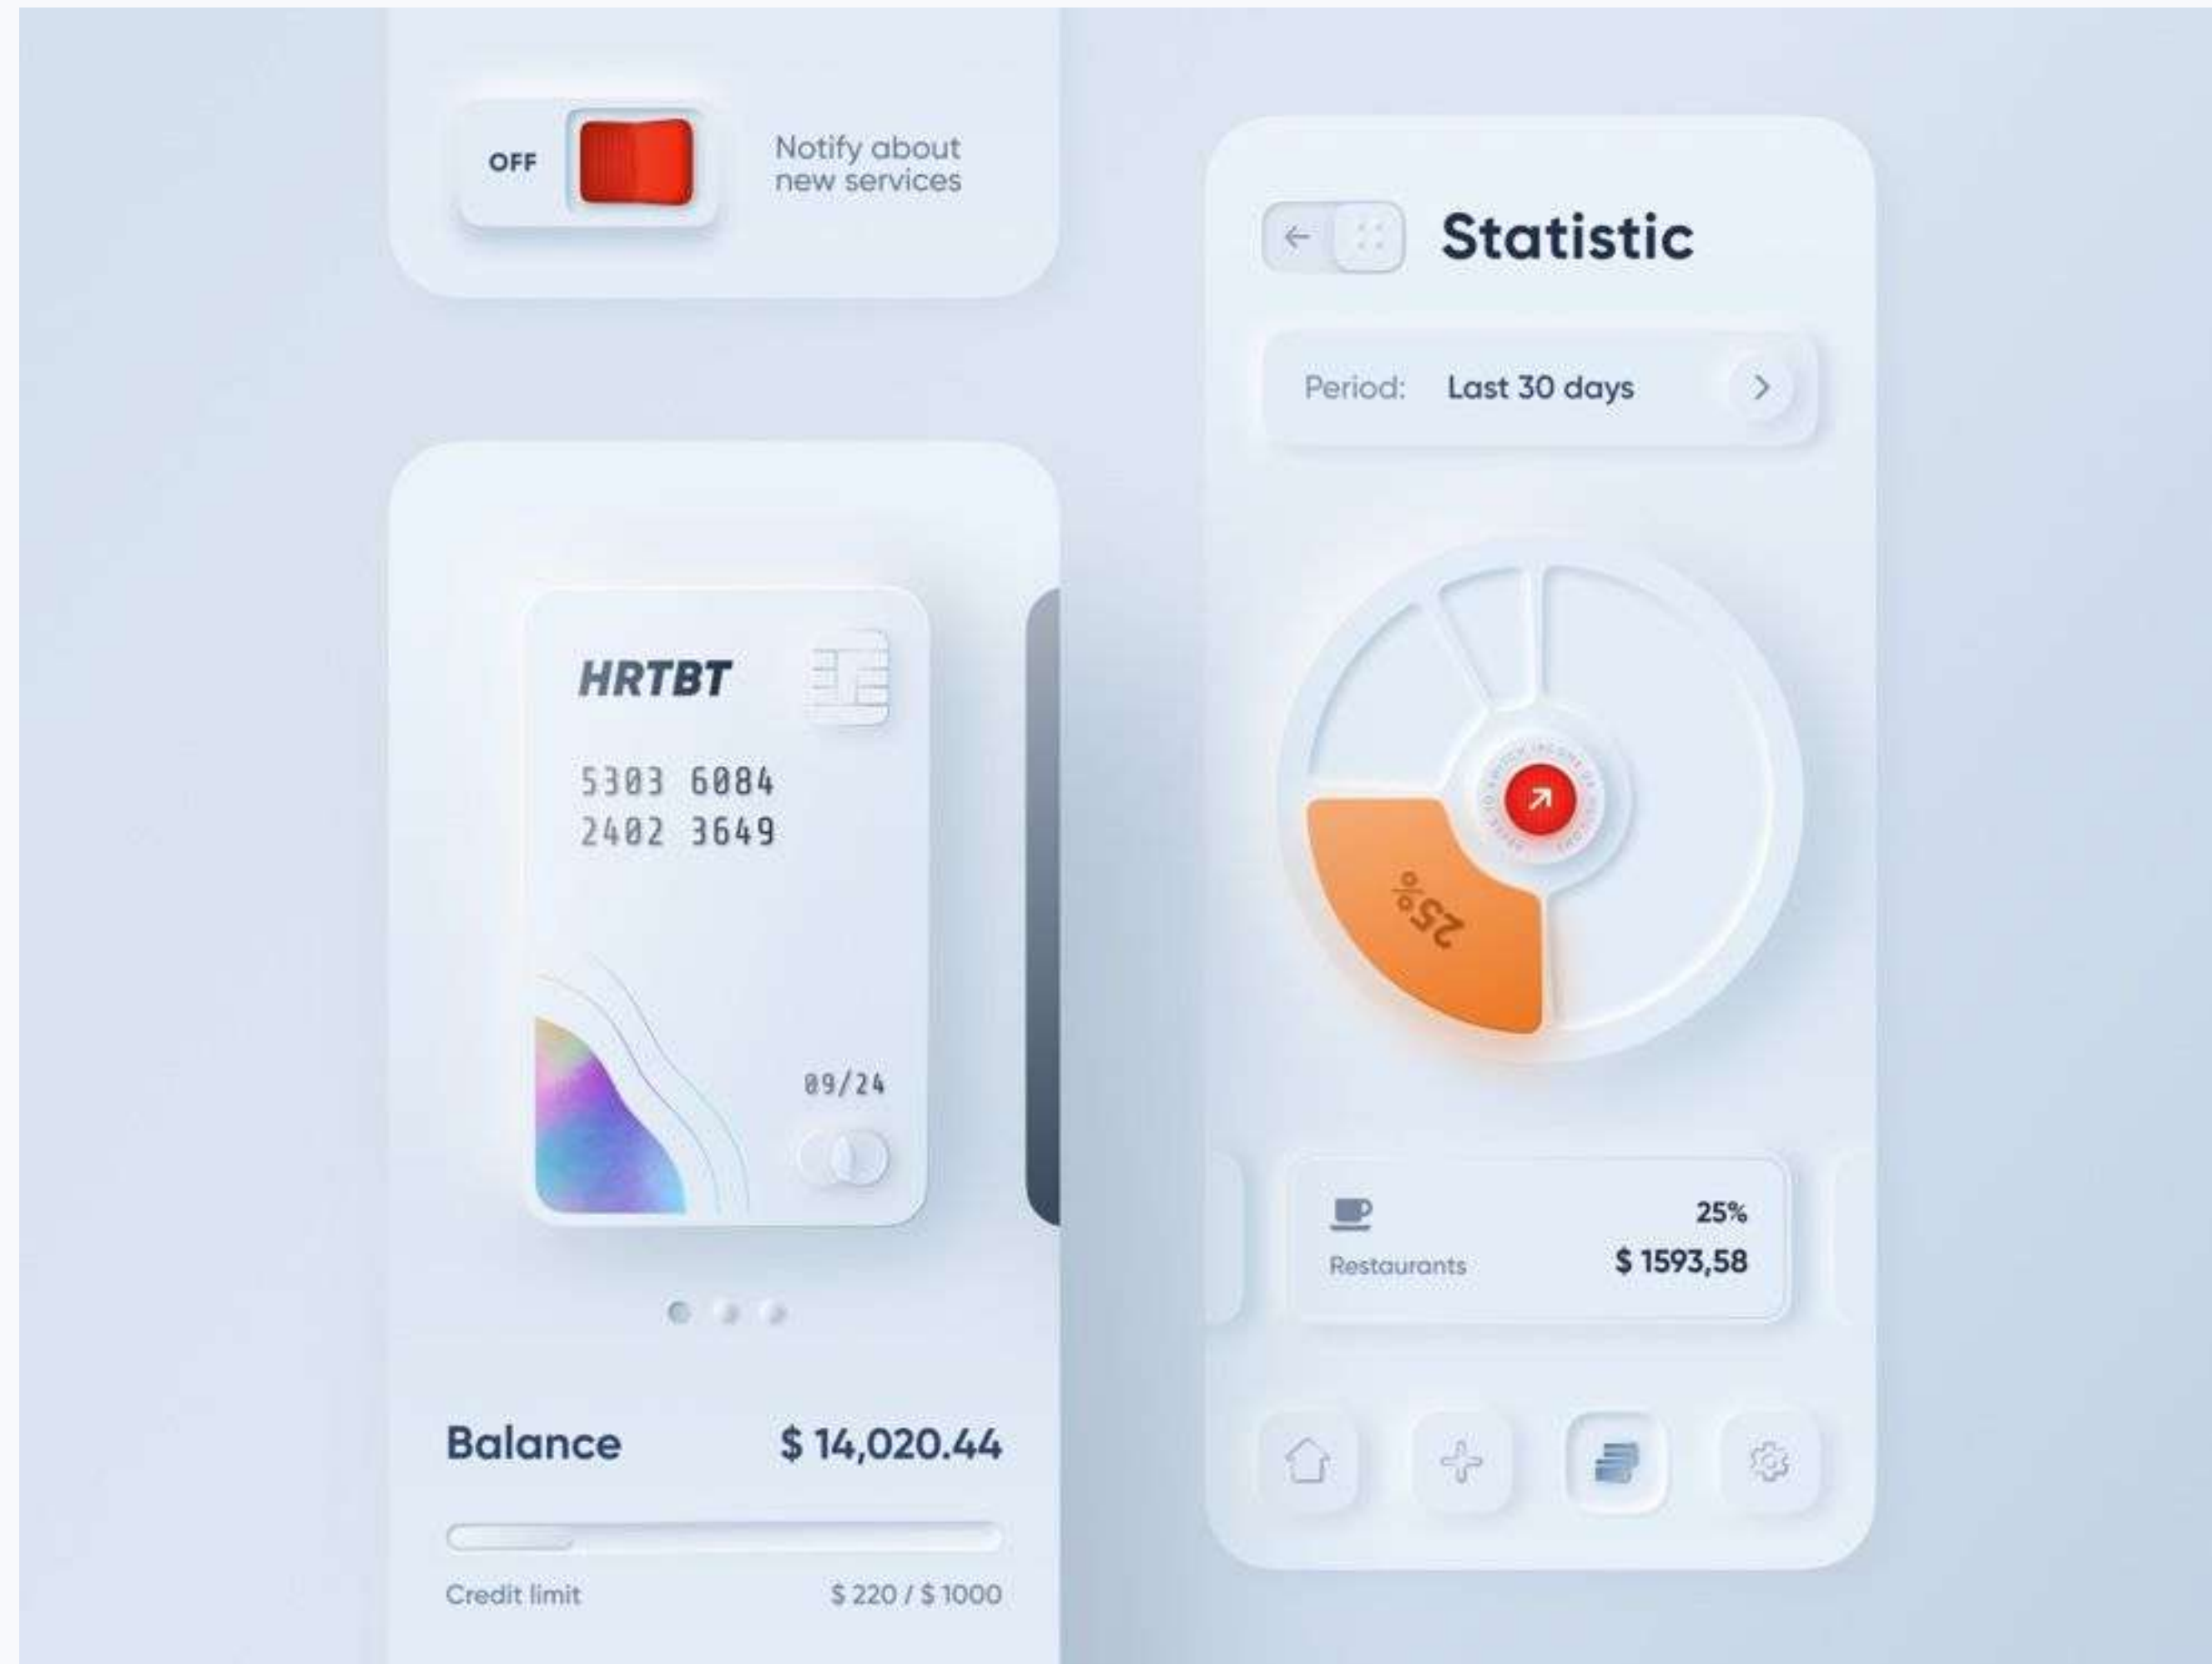 OFF
Notify about
new services
HRTBT
5303 6084
2402 3649
09/24
Balance
$ 14,020.44
Credit limit
$ 220 / $ 1000
Statistic
Period: Last 30 days
25%
25%
Restaurants
$ 1593,58